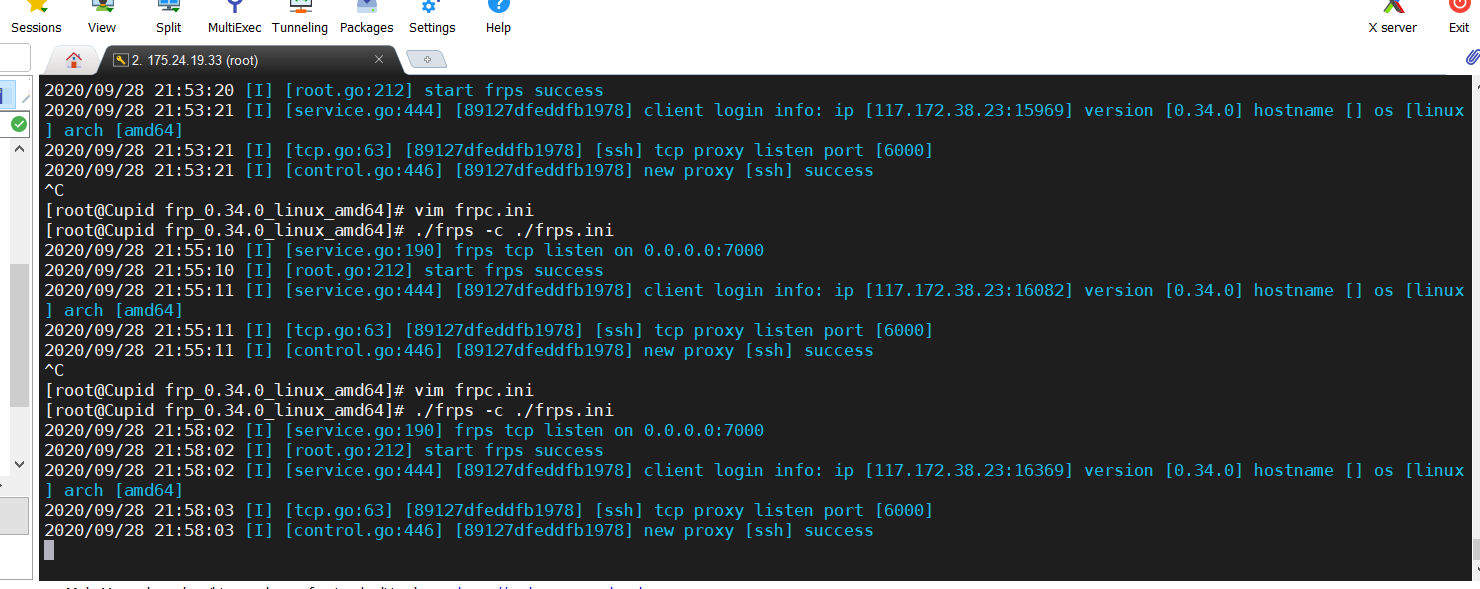 Sessions View Split MultiExec Tunneling Packages Settings Help X server Exit
2. 175.24.19.33 (root)
2020/09/28 21:53:20 [I] [root.go:212] start frps success
2020/09/28 21:53:21 [I] [service.go:444] [89127dfeddfb1978] client login info: ip [117.172.38.23:15969] version [0.34.0] hostname [] os [linux
] arch [amd64]
2020/09/28 21:53:21 [I] [tcp.go:63] [89127dfeddfb1978] [ssh] tcp proxy listen port [6000]
2020/09/28 21:53:21 [I] [control.go:446] [89127dfeddfb1978] new proxy [ssh] success
^C
[root@Cupid frp_0.34.0_linux_amd64]# vim frpc.ini
[root@Cupid frp_0.34.0_linux_amd64]# ./frps -c ./frps.ini
2020/09/28 21:55:10 [I] [service.go:190] frps tcp listen on 0.0.0.0:7000
2020/09/28 21:55:10 [I] [root.go:212] start frps success
2020/09/28 21:55:11 [I] [service.go:444] [89127dfeddfb1978] client login info: ip [117.172.38.23:16082] version [0.34.0] hostname [] os [linux
] arch [amd64]
2020/09/28 21:55:11 [I] [tcp.go:63] [89127dfeddfb1978] [ssh] tcp proxy listen port [6000]
2020/09/28 21:55:11 [I] [control.go:446] [89127dfeddfb1978] new proxy [ssh] success
^C
[root@Cupid frp_0.34.0_linux_amd64]# vim frpc.ini
[root@Cupid frp_0.34.0_linux_amd64]# ./frps -c ./frps.ini
2020/09/28 21:58:02 [I] [service.go:190] frps tcp listen on 0.0.0.0:7000
2020/09/28 21:58:02 [I] [root.go:212] start frps success
2020/09/28 21:58:02 [I] [service.go:444] [89127dfeddfb1978] client login info: ip [117.172.38.23:16369] version [0.34.0] hostname [] os [linux
] arch [amd64]
2020/09/28 21:58:03 [I] [tcp.go:63] [89127dfeddfb1978] [ssh] tcp proxy listen port [6000]
2020/09/28 21:58:03 [I] [control.go:446] [89127dfeddfb1978] new proxy [ssh] success